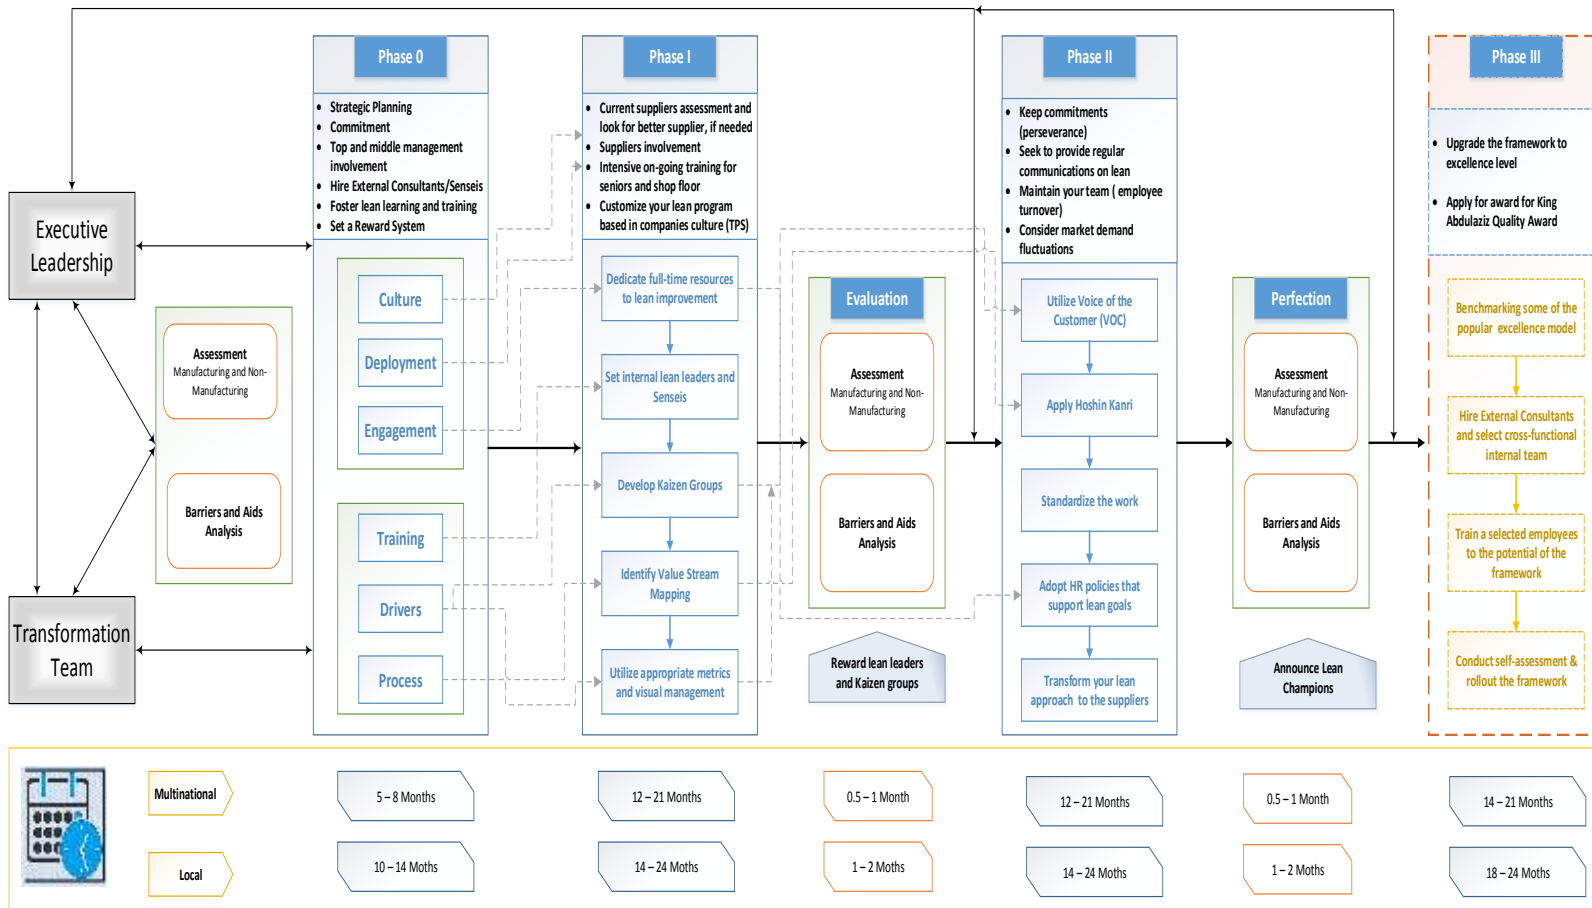 Executive
Leadership
Transformation
Team
Assessment
Manufacturing and Non-
Manufacturing
Barriers and Aids
Analysis
Phase 0
Strategic Planning
Commitment
Top and middle management
involvement
Hire External Consultants/Senseis
Foster lean learning and training
Set a Reward System
Culture
Deployment
Engagement
Training
Drivers
Process
Phase I
Current suppliers assessment and
look for better supplier, if needed
Suppliers involvement
Intensive on-going training for
seniors and shop floor
Customize your lean program
based in companies culture (TPS)
Dedicate full-time resources
to lean improvement
Set internal lean leaders and
Senseis
Develop Kaizen Groups
Identify Value Stream
Mapping
Utilize appropriate metrics
and visual management
Evaluation
Assessment
Manufacturing and Non-
Manufacturing
Barriers and Aids
Analysis
Reward lean leaders
and Kaizen groups
Phase II
Keep commitments
(perseverance)
Seek to provide regular
communications on lean
Maintain your team ( employee
turnover)
Consider market demand
fluctuations
Utilize Voice of the
Customer (VOC)
Apply Hoshin Kanri
Standardize the work
Adopt HR policies that
support lean goals
Transform your lean
approach to the suppliers
Perfection
Assessment
Manufacturing and Non-
Manufacturing
Barriers and Aids
Analysis
Announce Lean
Champions
Phase III
Upgrade the framework to
excellence level
Apply for award for King
Abdulaziz Quality Award
Benchmarking some of the
popular excellence model
Hire External Consultants
and select cross-functional
internal team
Train a selected employees
to the potential of the
framework
Conduct self-assessment &
rollout the framework
Multinational
5 – 8 Months
12 – 21 Months
0.5 – 1 Month
12 – 21 Months
0.5 – 1 Month
14 – 21 Months
Local
10 – 14 Moths
14 – 24 Moths
1 – 2 Moths
14 – 24 Moths
1 – 2 Moths
18 – 24 Moths